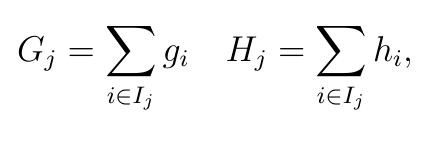 G_j = \sum_{i \in I_j} g_i \quad H_j = \sum_{i \in I_j} h_i,